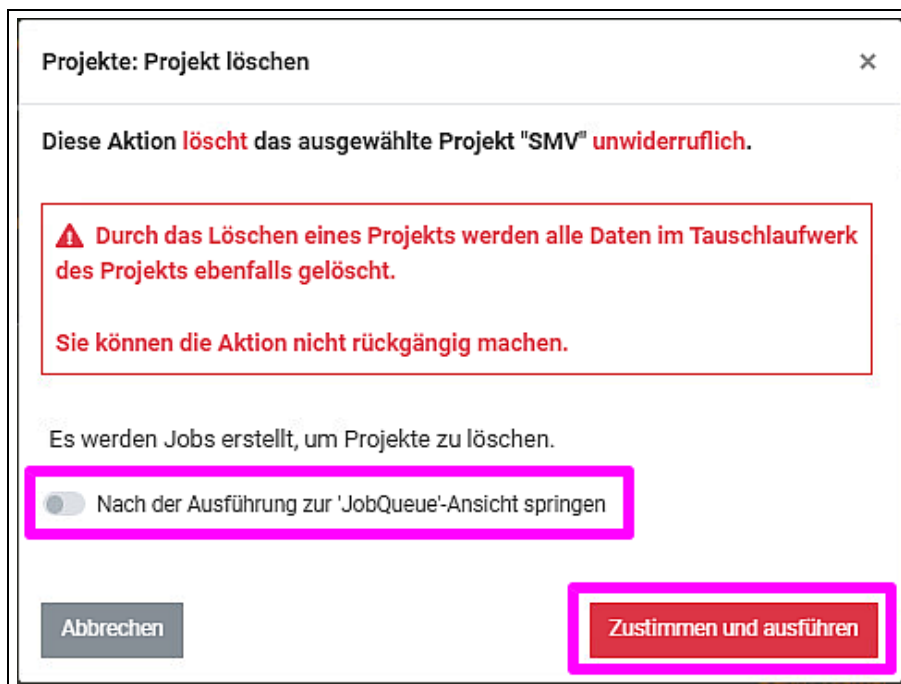 Projekte: Projekt löschen ×
Diese Aktion löscht das ausgewählte Projekt "SMV" unwiderruflich.
Durch das Löschen eines Projekts werden alle Daten im Tauschlaufwerk
des Projekts ebenfalls gelöscht.
Sie können die Aktion nicht rückgängig machen.
Es werden Jobs erstellt, um Projekte zu löschen.
Nach der Ausführung zur 'JobQueue'-Ansicht springen
Abbrechen
Zustimmen und ausführen